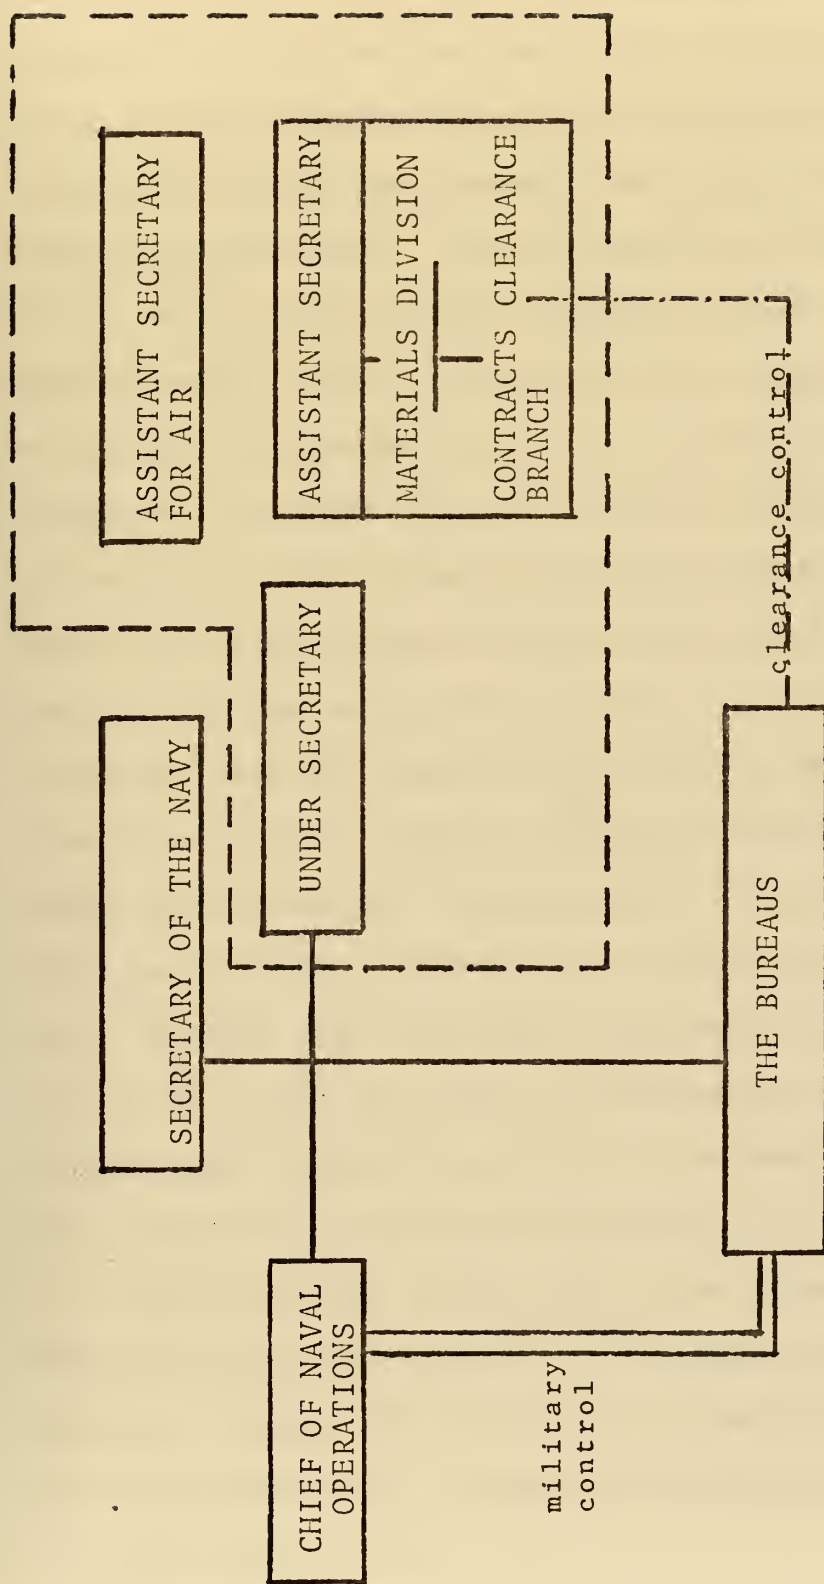 SECRETARY OF THE NAVY
ASSISTANT SECRETARY
FOR AIR
CHIEF OF NAVAL
OPERATIONS
UNDER SECRETARY
ASSISTANT SECRETARY
MATERIALS DIVISION
CONTRACTS CLEARANCE
BRANCH
military
control
THE BUREAUS
clearance control